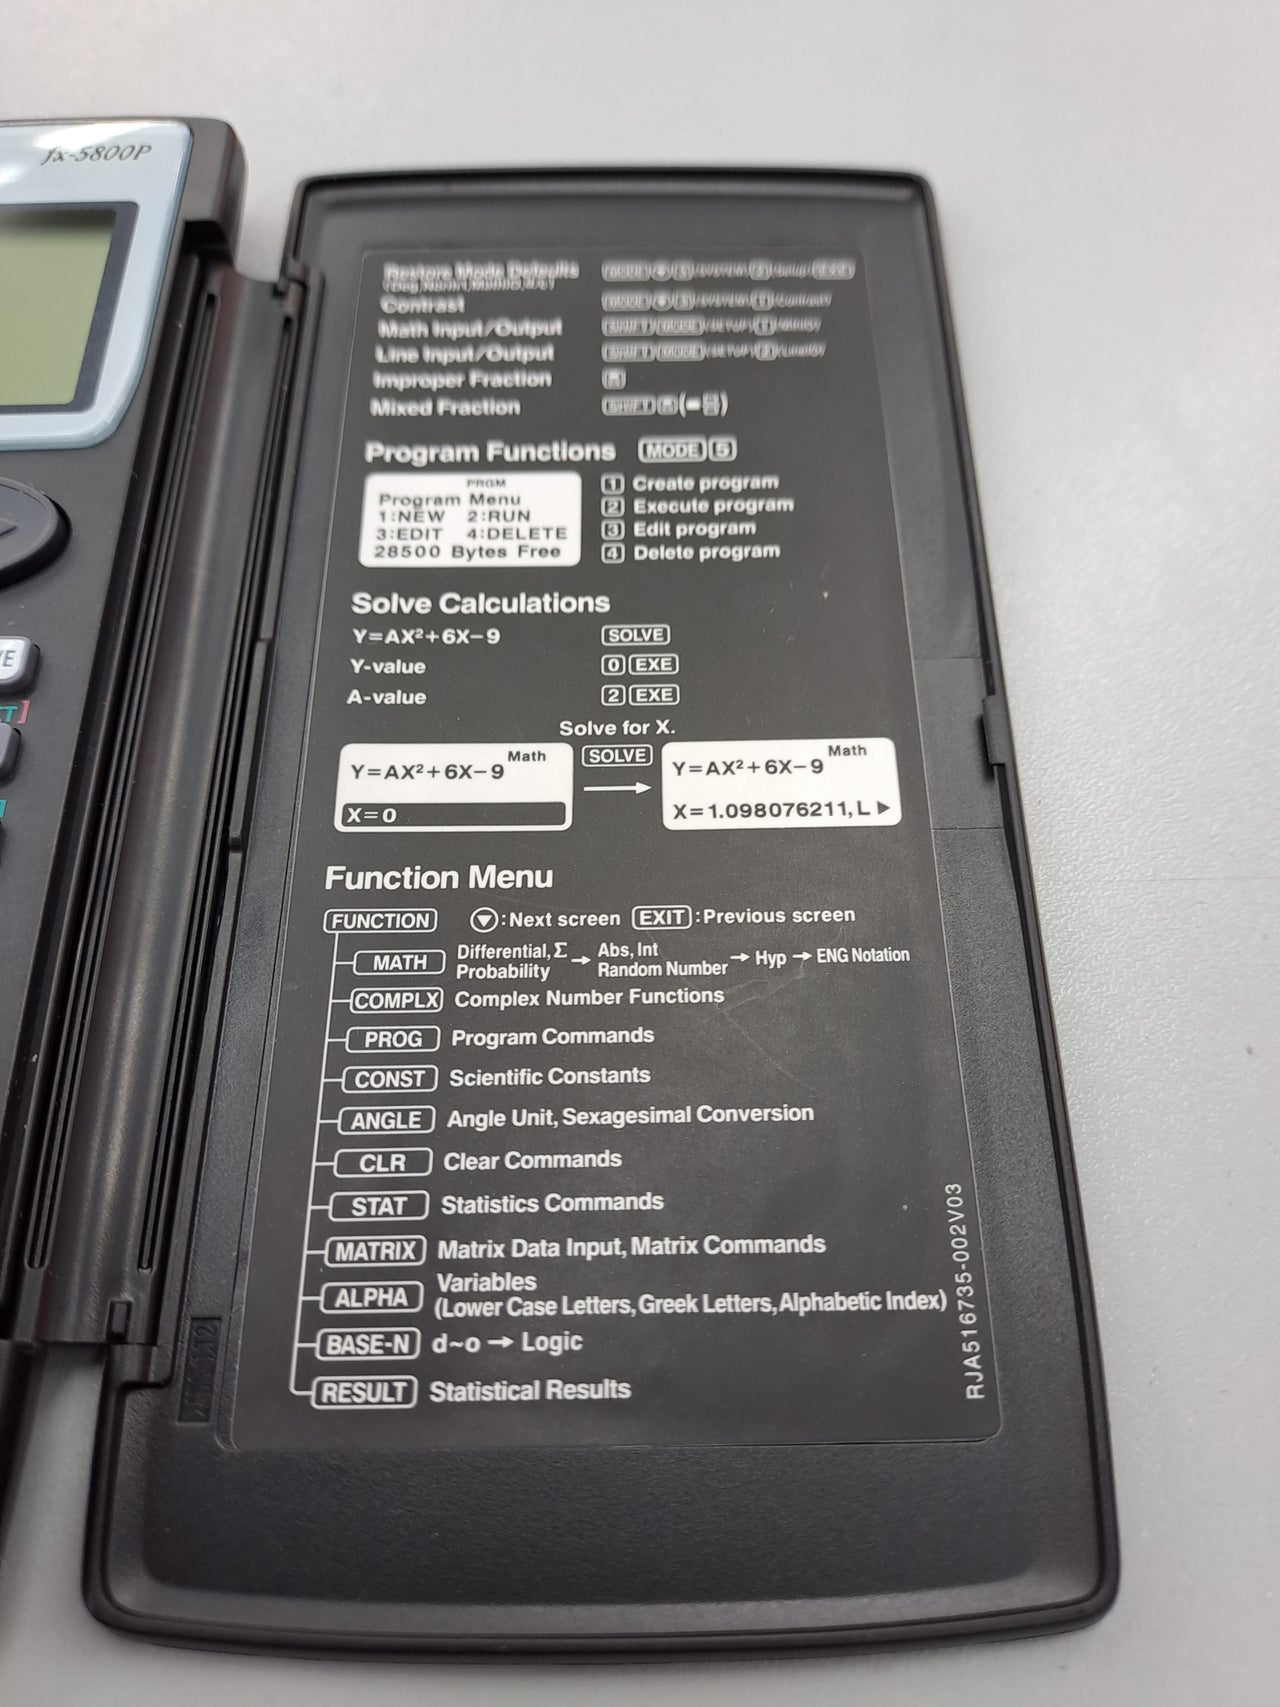 fx-5800P
Restore Mode Defaults
Contrast
Math Input/Output
Line Input/Output
Improper Fraction
Mixed Fraction SHIFT
Program Functions MODE 5
PRGM
Program Menu
1:NEW 2:RUN
3:EDIT 4:DELETE
28500 Bytes Free
1 Create program
2 Execute program
3 Edit program
4 Delete program
Solve Calculations
Y=AX²+6X−9 SOLVE
Y-value 0 EXE
A-value 2 EXE
Solve for X.
Math
Y=AX²+6X−9
X=0
SOLVE →
Math
Y=AX²+6X−9
X=1.098076211,L▶
Function Menu
FUNCTION ▼:Next screen EXIT:Previous screen
MATH Differential,Σ Probability → Abs,Int Random Number → Hyp → ENG Notation
COMPLX Complex Number Functions
PROG Program Commands
CONST Scientific Constants
ANGLE Angle Unit, Sexagesimal Conversion
CLR Clear Commands
STAT Statistics Commands
MATRIX Matrix Data Input, Matrix Commands
ALPHA Variables
(Lower Case Letters, Greek Letters, Alphabetic Index)
BASE-N d~o → Logic
RESULT Statistical Results
RJA516735-002V03